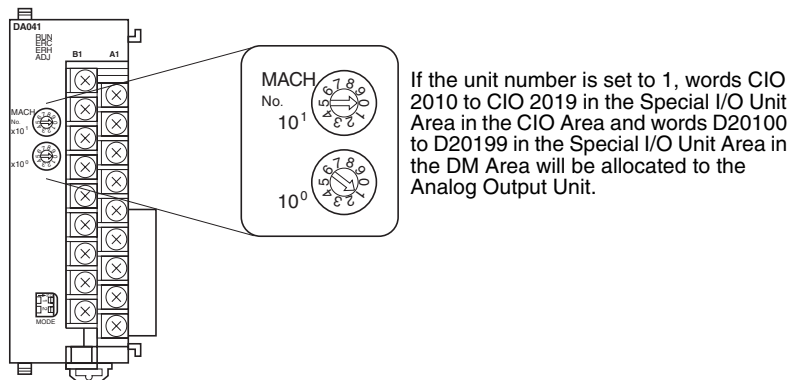 DA041
RUN
ERC
ERH
ADJ
B1 A1
MACH
No.
x10¹
x10⁰
MODE
MACH
No.
10¹
10⁰
If the unit number is set to 1, words CIO
2010 to CIO 2019 in the Special I/O Unit
Area in the CIO Area and words D20100
to D20199 in the Special I/O Unit Area in
the DM Area will be allocated to the
Analog Output Unit.